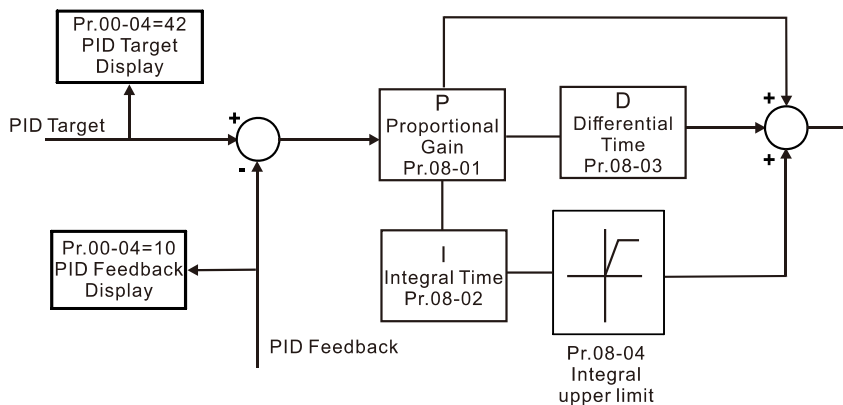 Pr.00-04=42
PID Target
Display
PID Target
+
-
Pr.00-04=10
PID Feedback
Display
PID Feedback
P
Proportional
Gain
Pr.08-01
D
Differential
Time
Pr.08-03
I
Integral Time
Pr.08-02
Pr.08-04
Integral
upper limit
+
+